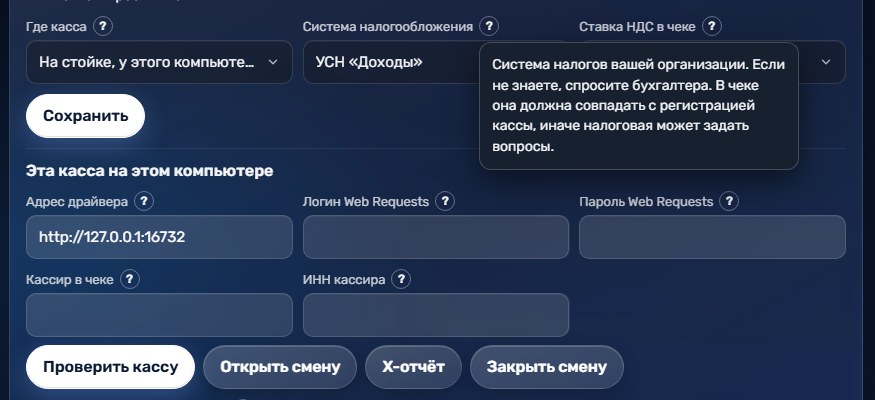 Где касса ?
Система налогообложения ?
Ставка НДС в чеке ?
На стойке, у этого компьюте...
УСН «Доходы»
Система налогов вашей организации. Если
не знаете, спросите бухгалтера. В чеке
она должна совпадать с регистрацией
кассы, иначе налоговая может задать
вопросы.
Сохранить
Эта касса на этом компьютере
Адрес драйвера ?
Логин Web Requests ?
Пароль Web Requests ?
http://127.0.0.1:16732
Кассир в чеке ?
ИНН кассира ?
Проверить кассу
Открыть смену
X-отчёт
Закрыть смену